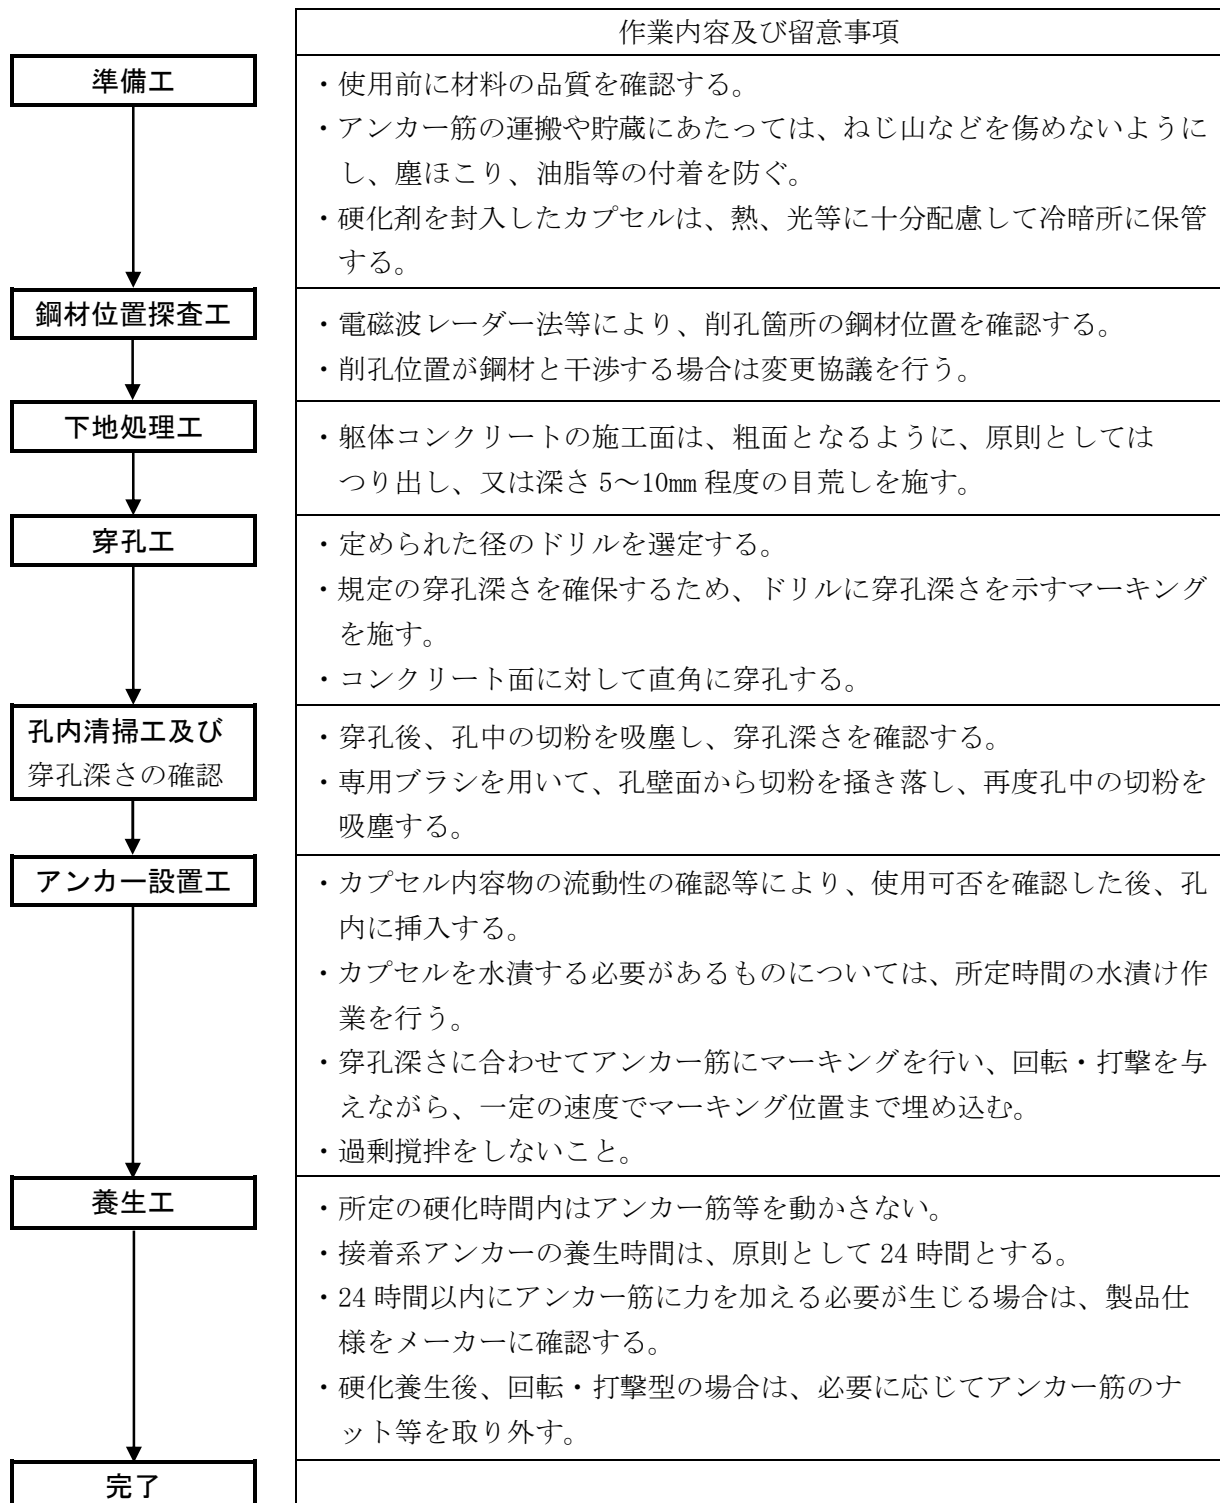 作業内容及び留意事項
準備工
・使用前に材料の品質を確認する。
・アンカー筋の運搬や貯蔵にあたっては、ねじ山などを傷めないように
し、塵ほこり、油脂等の付着を防ぐ。
・硬化剤を封入したカプセルは、熱、光等に十分配慮して冷暗所に保管
する。
鋼材位置探査工
・電磁波レーダー法等により、削孔箇所の鋼材位置を確認する。
・削孔位置が鋼材と干渉する場合は変更協議を行う。
下地処理工
・躯体コンクリートの施工面は、粗面となるように、原則としては
つり出し、又は深さ 5～10mm 程度の目荒しを施す。
穿孔工
・定められた径のドリルを選定する。
・規定の穿孔深さを確保するため、ドリルに穿孔深さを示すマーキング
を施す。
・コンクリート面に対して直角に穿孔する。
孔内清掃工及び
穿孔深さの確認
・穿孔後、孔中の切粉を吸塵し、穿孔深さを確認する。
・専用ブラシを用いて、孔壁面から切粉を掻き落し、再度孔中の切粉を
吸塵する。
アンカー設置工
・カプセル内容物の流動性の確認等により、使用可否を確認した後、孔
内に挿入する。
・カプセルを水漬する必要があるものについては、所定時間の水漬け作
業を行う。
・穿孔深さに合わせてアンカー筋にマーキングを行い、回転・打撃を与
えながら、一定の速度でマーキング位置まで埋め込む。
・過剰撹拌をしないこと。
養生工
・所定の硬化時間内はアンカー筋等を動かさない。
・接着系アンカーの養生時間は、原則として 24 時間とする。
・24 時間以内にアンカー筋に力を加える必要が生じる場合は、製品仕
様をメーカーに確認する。
・硬化養生後、回転・打撃型の場合は、必要に応じてアンカー筋のナ
ット等を取り外す。
完了